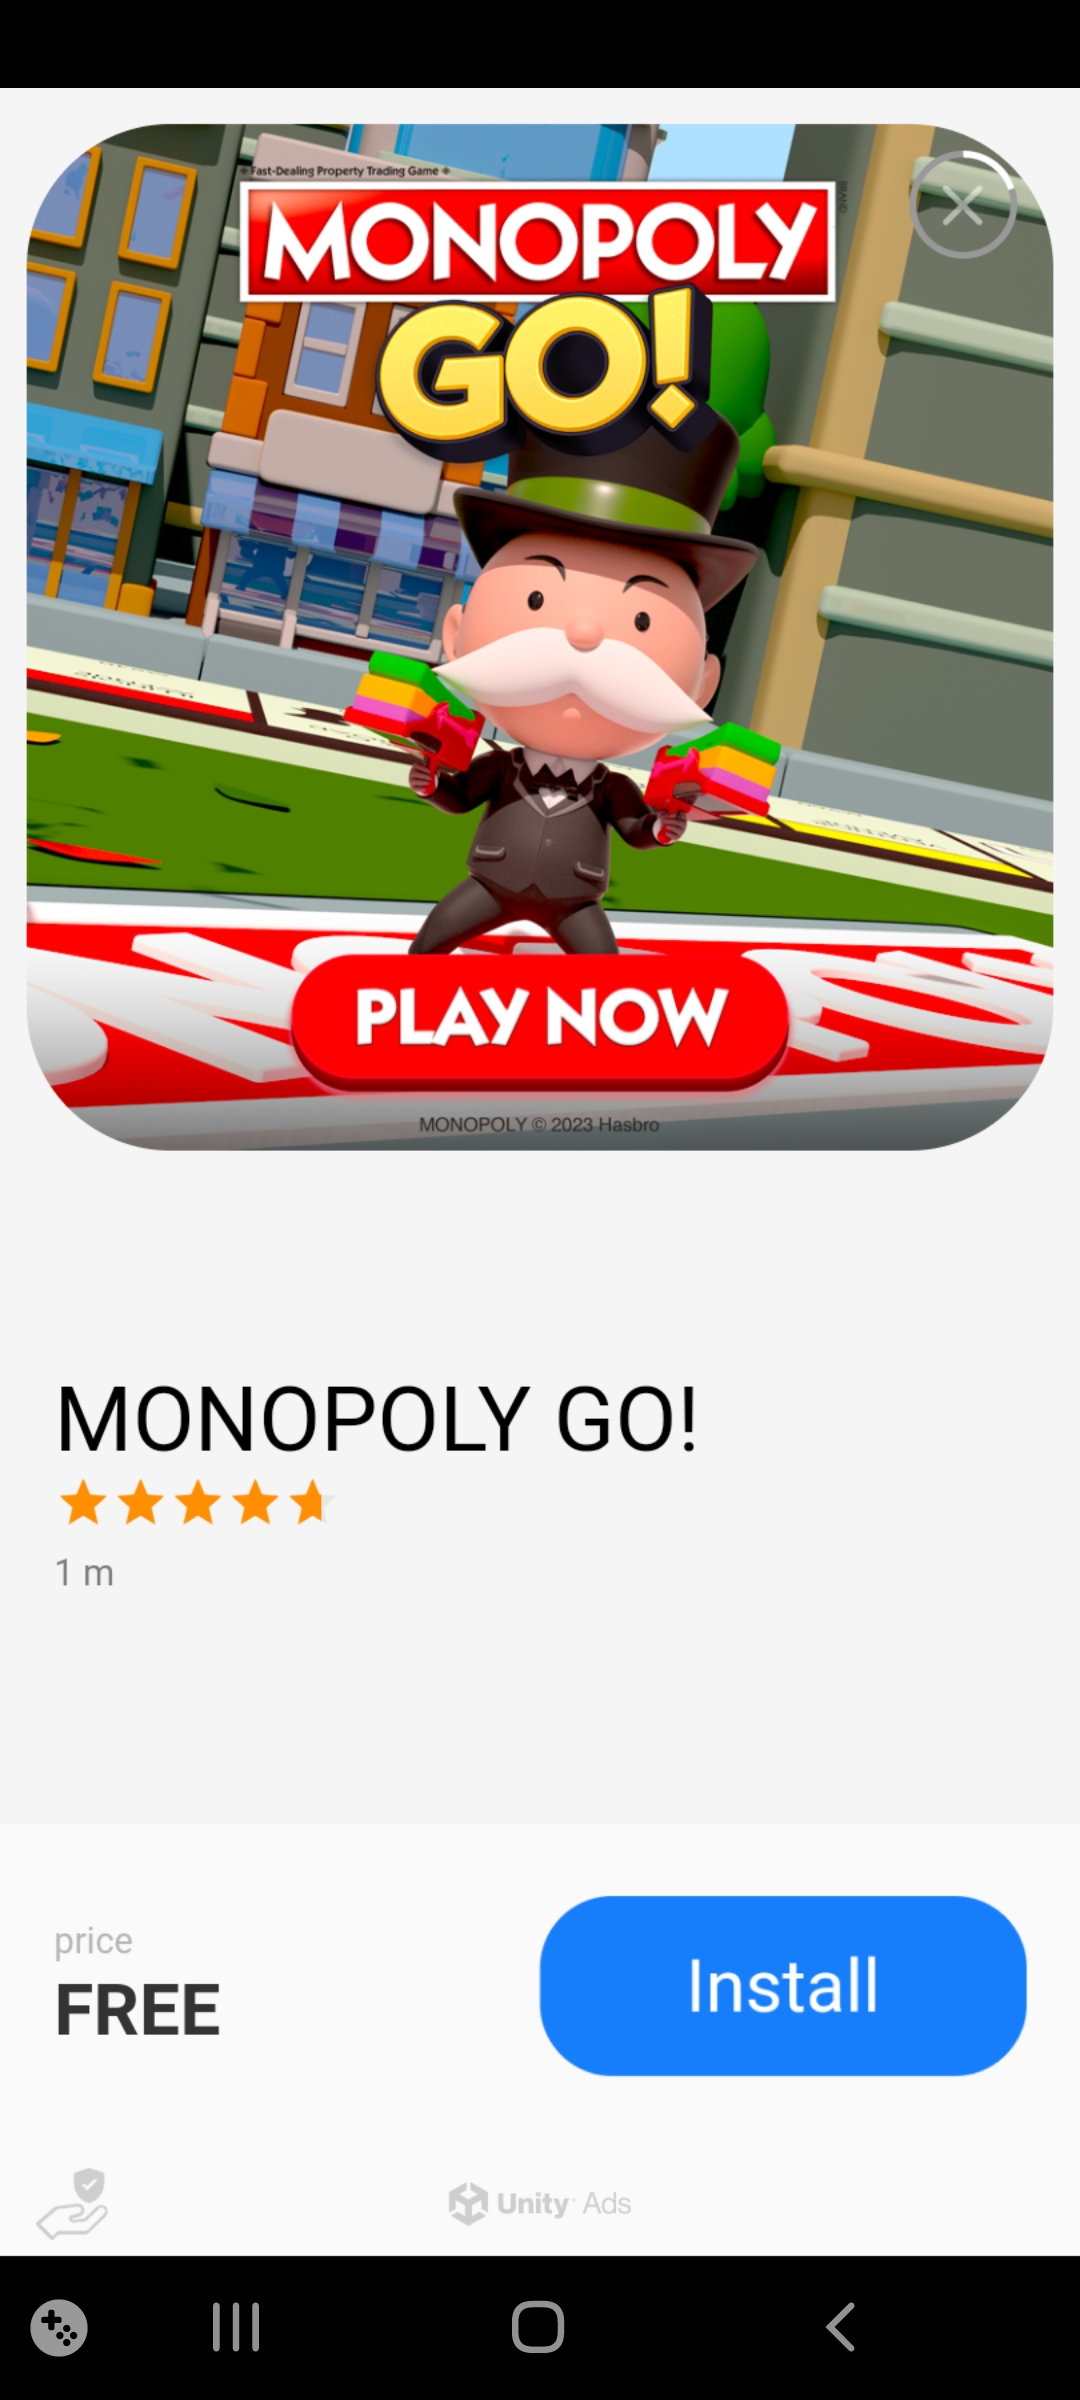 Fast-Dealing Property Trading Game
MONOPOLY
BRAND
GO!
PLAY NOW
MONOPOLY © 2023 Hasbro
MONOPOLY GO!
1 m
price
FREE
Install
Unity Ads